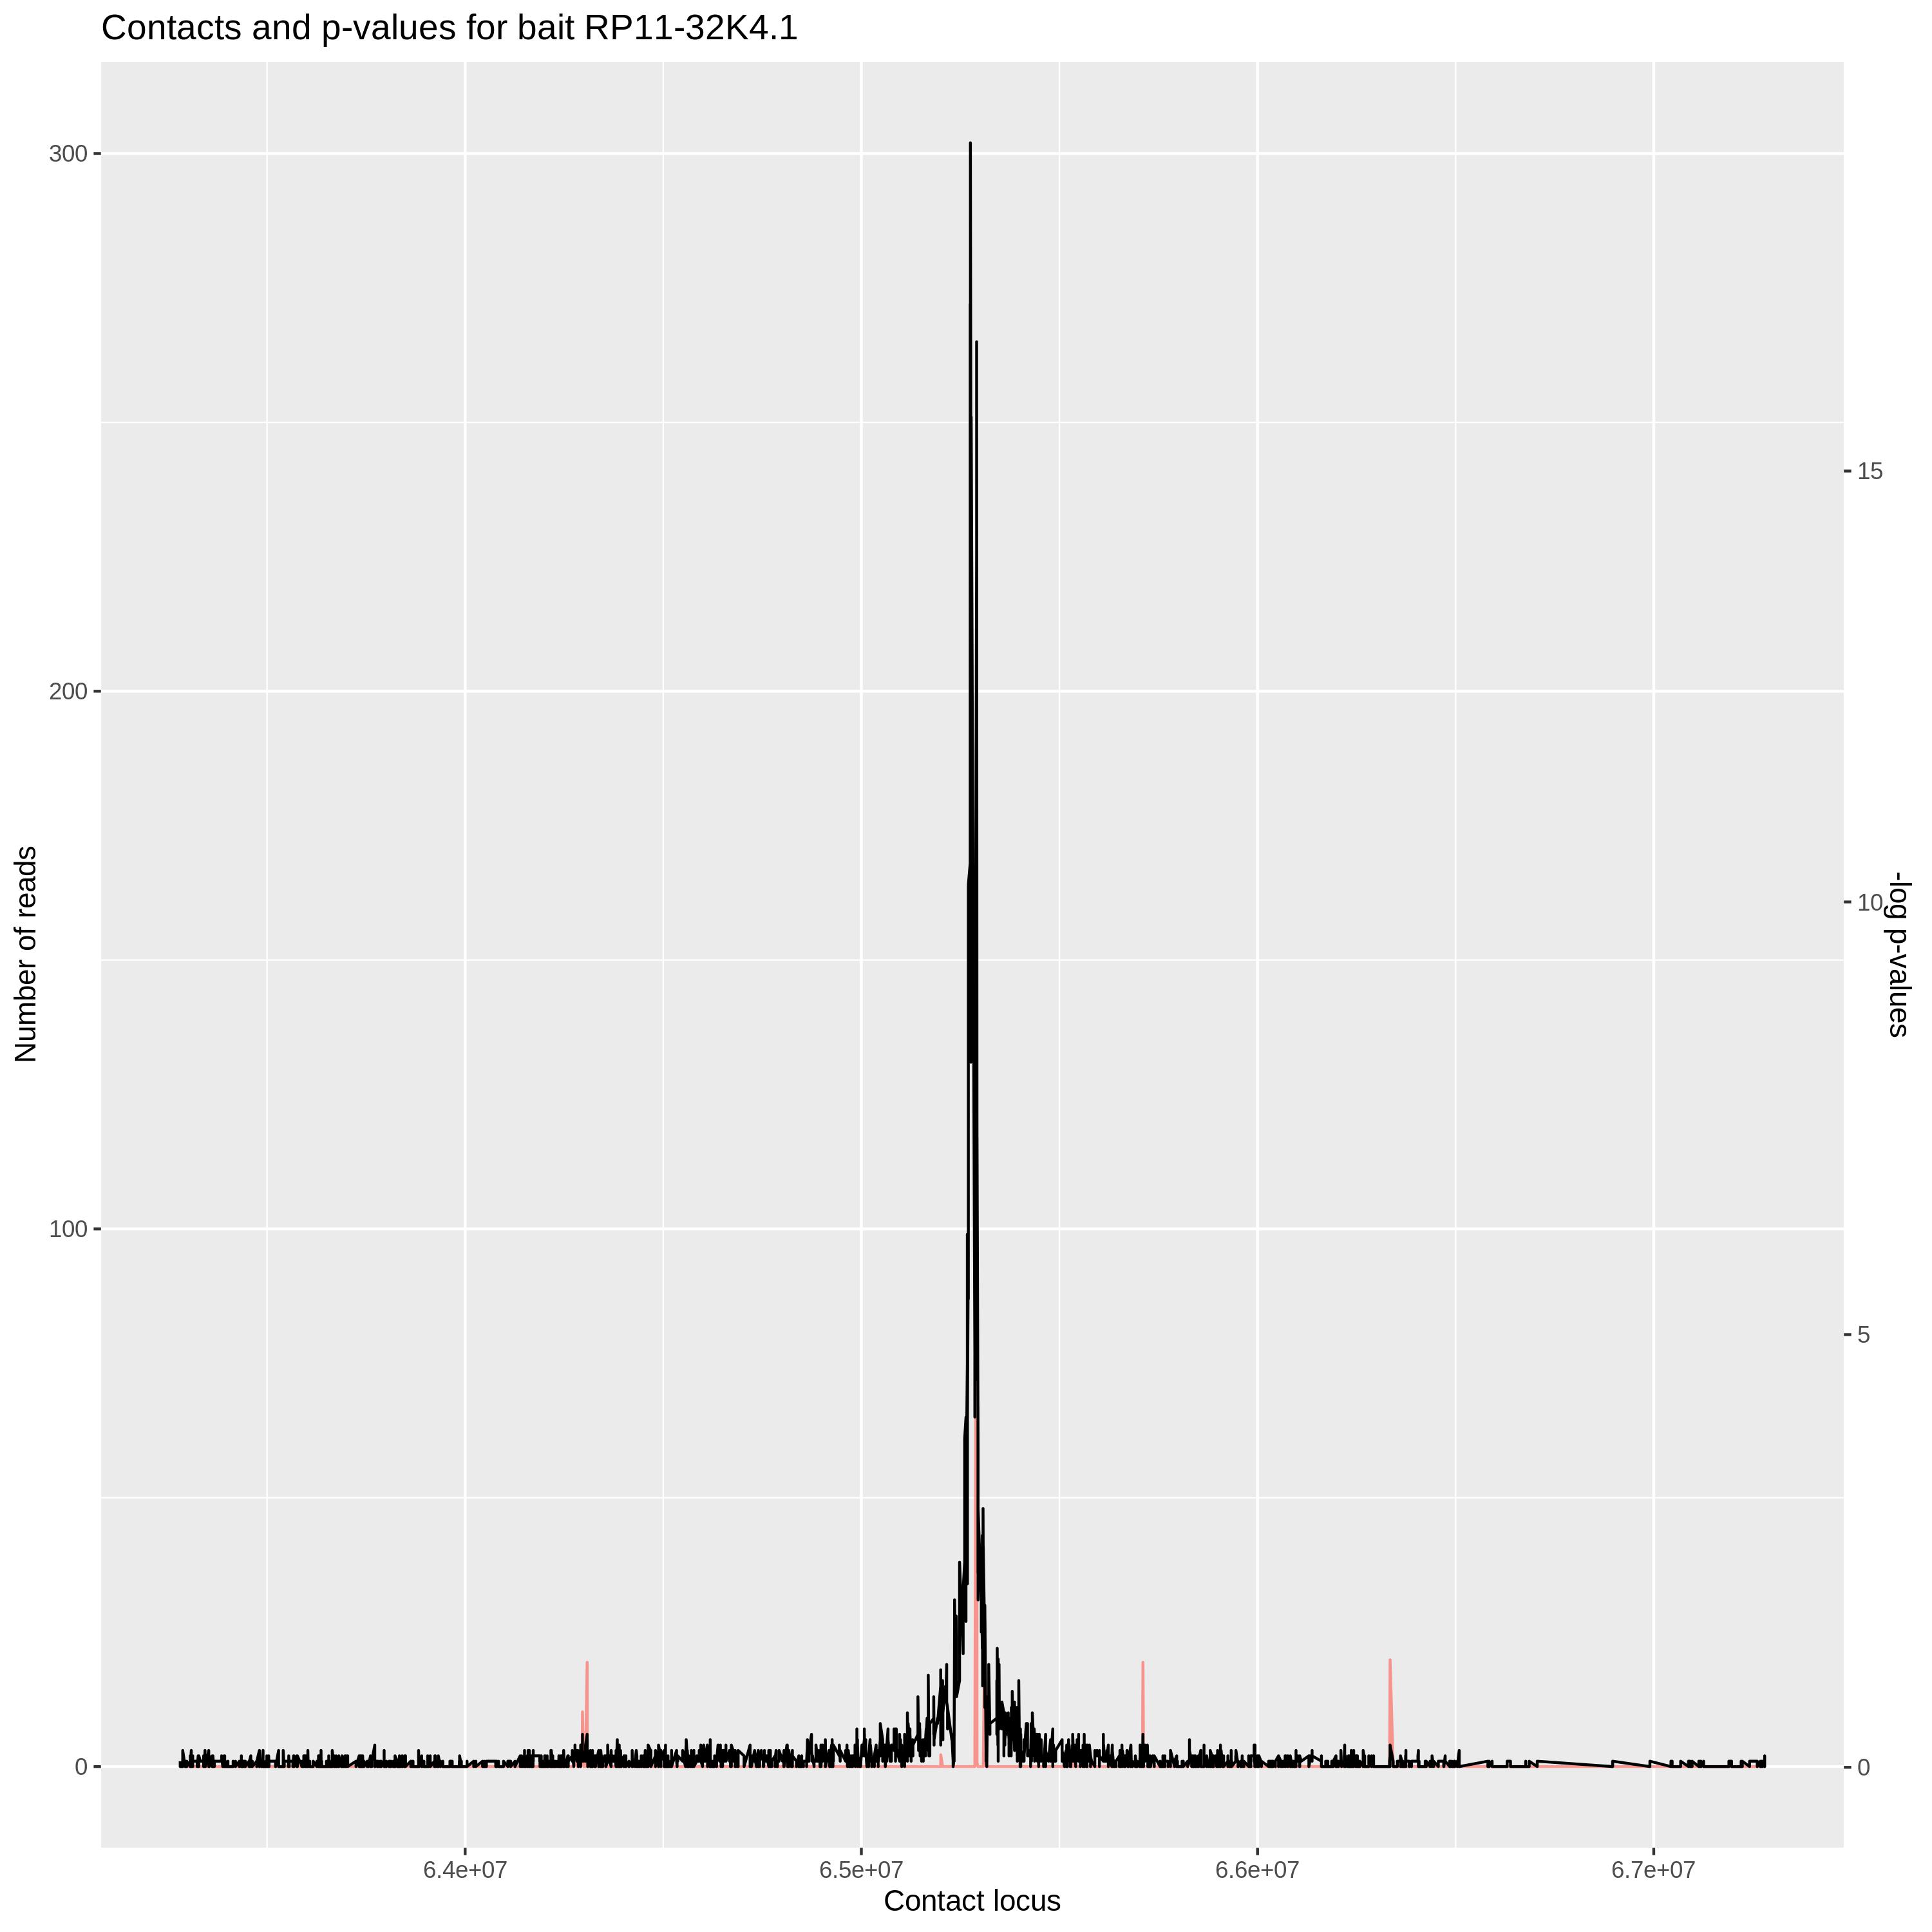 Contacts and p-values for bait RP11-32K4.1
300
200
100
0
Number of reads
15
10
5
0
-log p-values
6.4e+07
6.5e+07
6.6e+07
6.7e+07
Contact locus